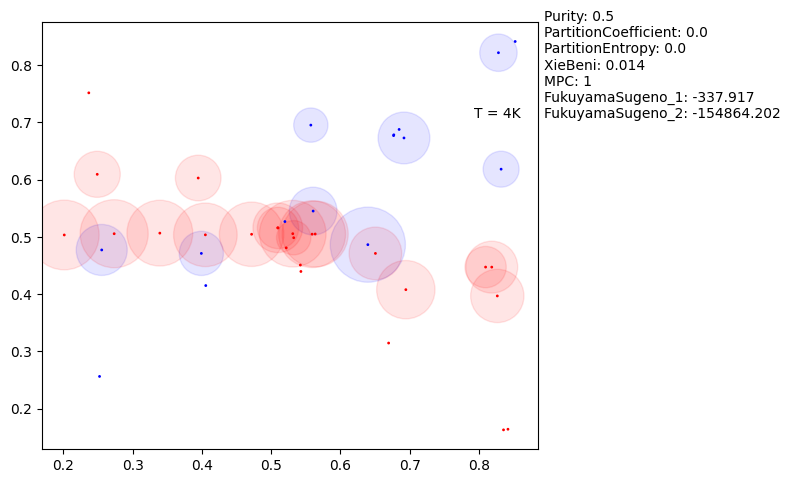 Purity: 0.5
PartitionCoefficient: 0.0
PartitionEntropy: 0.0
XieBeni: 0.014
MPC: 1
FukuyamaSugeno_1: -337.917
FukuyamaSugeno_2: -154864.202
T = 4K
0.8
0.7
0.6
0.5
0.4
0.3
0.2
0.2 0.3 0.4 0.5 0.6 0.7 0.8